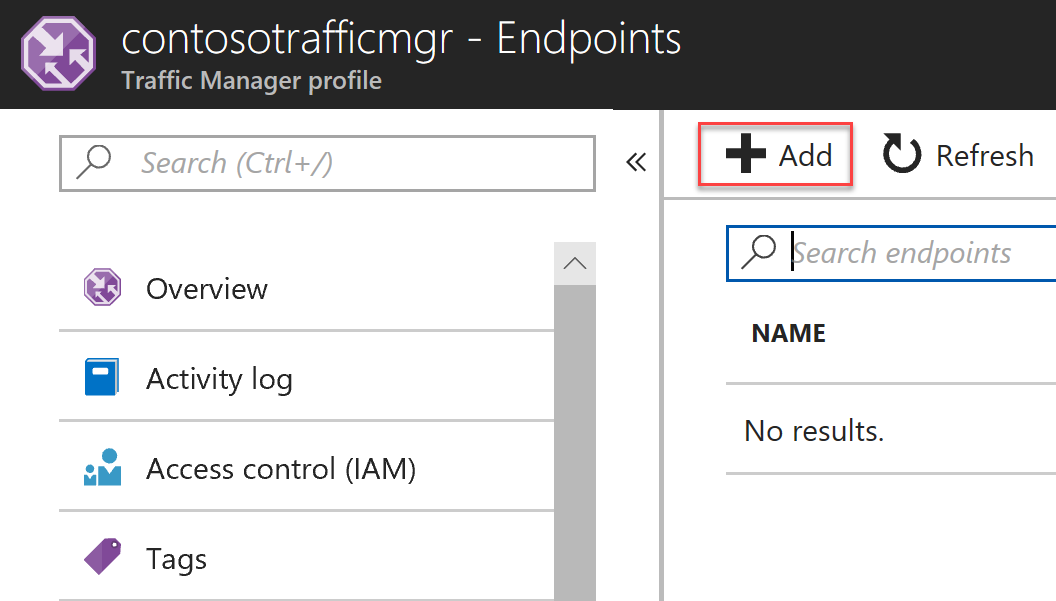 contosotrafficmgr - Endpoints
Traffic Manager profile
Search (Ctrl+/)
Overview
Activity log
Access control (IAM)
Tags
Add
Refresh
Search endpoints
NAME
No results.